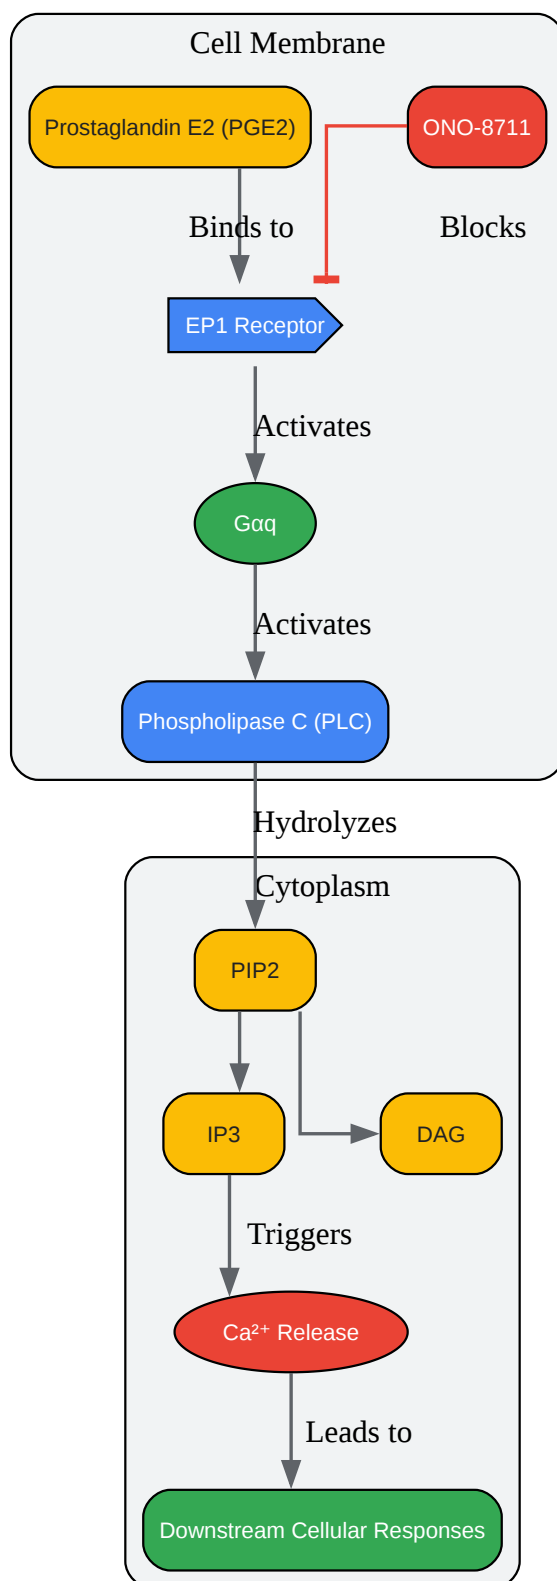 Cell Membrane
Prostaglandin E2 (PGE2)
ONO-8711
Binds to
Blocks
EP1 Receptor
Activates
Gαq
Activates
Phospholipase C (PLC)
Hydrolyzes
Cytoplasm
PIP2
IP3
DAG
Triggers
Ca²⁺ Release
Leads to
Downstream Cellular Responses